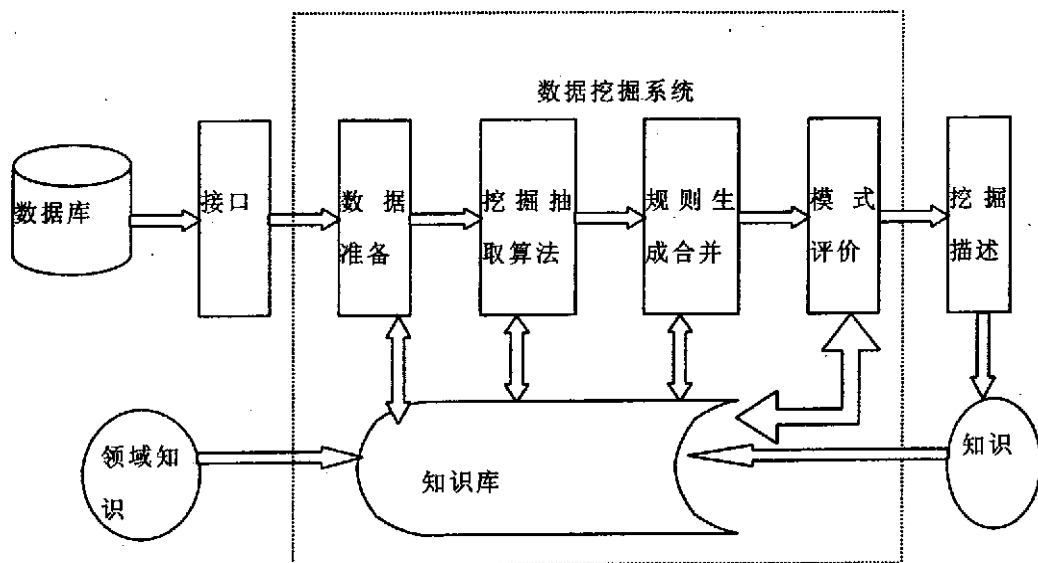 数据挖掘系统
数据库
接口
数据
准备
挖掘抽
取算法
规则生
成合并
模式
评价
挖掘
描述
领域知
识
知识库
知识